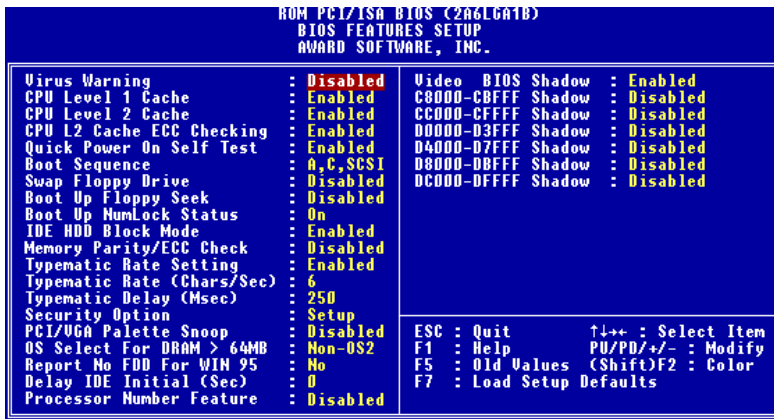 ROM PCI/ISA BIOS (2A6LGA1B)
BIOS FEATURES SETUP
AWARD SOFTWARE, INC.
Virus Warning : Disabled
CPU Level 1 Cache : Enabled
CPU Level 2 Cache : Enabled
CPU L2 Cache ECC Checking : Enabled
Quick Power On Self Test : Enabled
Boot Sequence : A,C,SCSI
Swap Floppy Drive : Disabled
Boot Up Floppy Seek : Disabled
Boot Up NumLock Status : On
IDE HDD Block Mode : Enabled
Memory Parity/ECC Check : Disabled
Typematic Rate Setting : Enabled
Typematic Rate (Chars/Sec) : 6
Typematic Delay (Msec) : 250
Security Option : Setup
PCI/VGA Palette Snoop : Disabled
OS Select For DRAM > 64MB : Non-OS2
Report No FDD For WIN 95 : No
Delay IDE Initial (Sec) : 0
Processor Number Feature : Disabled
Video BIOS Shadow : Enabled
C8000-CBFFF Shadow : Disabled
CC000-CFFFF Shadow : Disabled
D0000-D3FFF Shadow : Disabled
D4000-D7FFF Shadow : Disabled
D8000-DBFFF Shadow : Disabled
DC000-DFFFF Shadow : Disabled
ESC : Quit ↑↓→← : Select Item
F1 : Help PU/PD/+/- : Modify
F5 : Old Values (Shift)F2 : Color
F7 : Load Setup Defaults